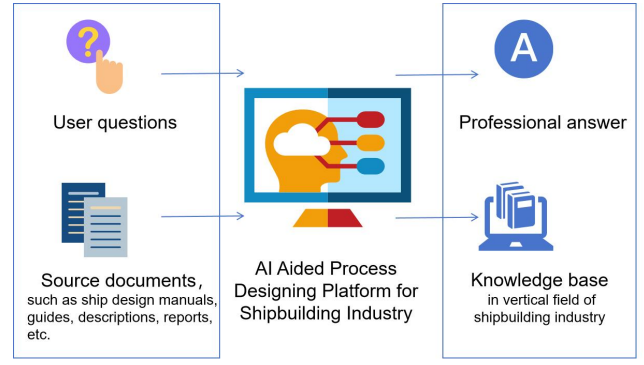 ?
User questions
Source documents,
such as ship design manuals,
guides, descriptions, reports,
etc.
AI Aided Process
Designing Platform for
Shipbuilding Industry
A
Professional answer
Knowledge base
in vertical field of
shipbuilding industry